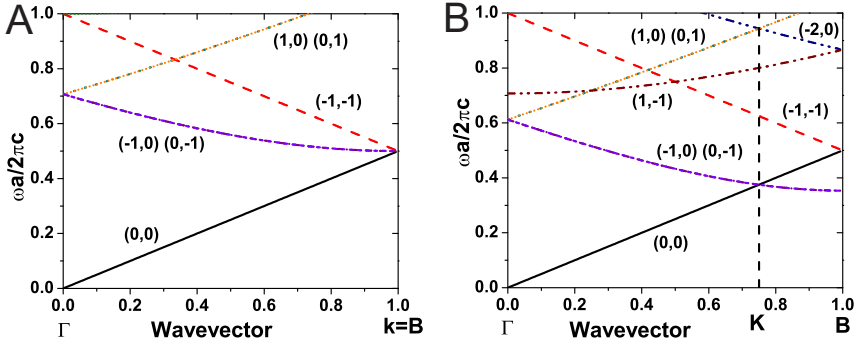 A
ωa/2πc
1.0
0.8
0.6
0.4
0.2
0.0
(1,0) (0,1)
(-1,-1)
(-1,0) (0,-1)
(0,0)
0.0 0.2 0.4 0.6 0.8 1.0
Γ Wavevector k=B
B
ωa/2πc
1.0
0.8
0.6
0.4
0.2
0.0
(1,0) (0,1)
(-2,0)
(1,-1)
(-1,-1)
(-1,0) (0,-1)
(0,0)
0.0 0.2 0.4 0.6 0.8 1.0
Γ Wavevector K B